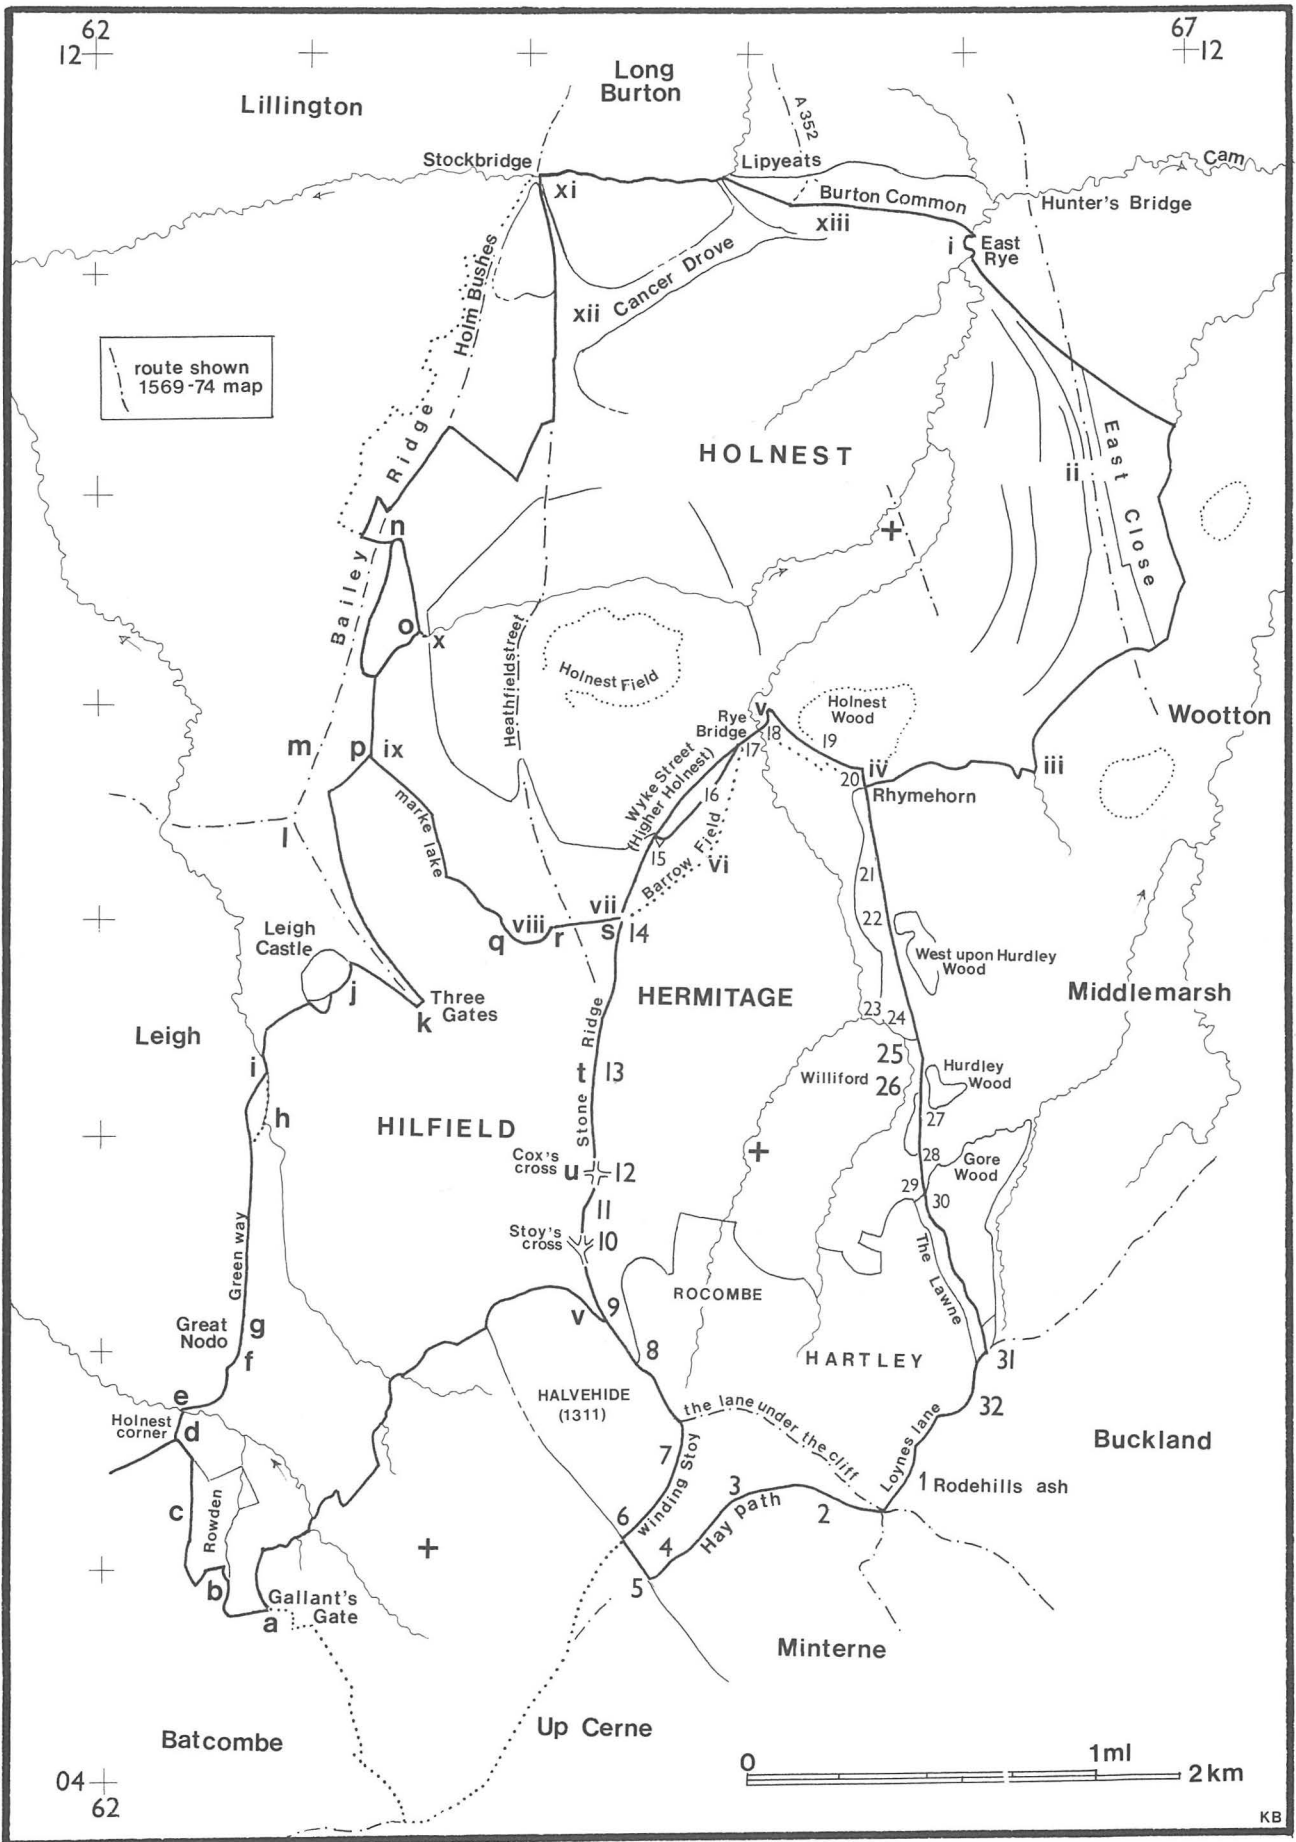 62
12
67
12
Long
Burton
Lillington
A 352
Stockbridge
Lipyeats
Cam
xi
Burton Common
Hunter's Bridge
xiii
i
East
Rye
Holm Bushes
xii
Cancer Drove
route shown
1569-74 map
Bailey Ridge
East Close
HOLNEST
ii
n
o
x
Heathfieldstreet
Holnest Field
v
Holnest
Wood
Rye
Bridge
18
19
17
Wootton
m
p
ix
Wyke Street
(Higher Holnest)
iv
20
iii
Rhymehorn
16
marke lake
l
15
Barrow Field
vi
21
vii
22
viii
q
r
s
14
Leigh
Castle
West upon Hurdley
Wood
j
Three
Gates
k
HERMITAGE
Middlemarsh
Leigh
Stone Ridge
23
24
25
i
t
13
Williford
26
Hurdley
Wood
h
27
HILFIELD
28
Cox's
cross
u
12
Gore
Wood
29
30
11
Stoy's
cross
10
Green way
The Lawne
ROCOMBE
v
9
Great
Nodo
g
f
8
HARTLEY
31
HALVEHIDE
(1311)
e
the lane under the cliff
32
Holnest
corner
d
Loynes lane
Buckland
7
Winding Stoy
3
1
Rodehills ash
c
Rowden
6
Hay path
2
4
b
5
Gallant's
Gate
a
Minterne
Up Cerne
Batcombe
0
1ml
2km
04
62
KB